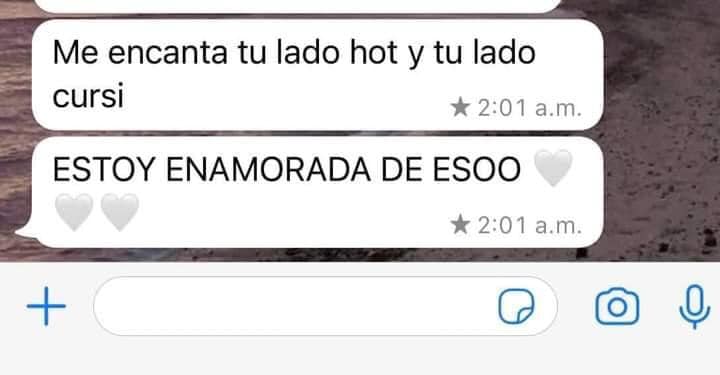 Me encanta tu lado hot y tu lado
cursi
★ 2:01 a.m.
ESTOY ENAMORADA DE ESOO 🤍
🤍🤍
★ 2:01 a.m.